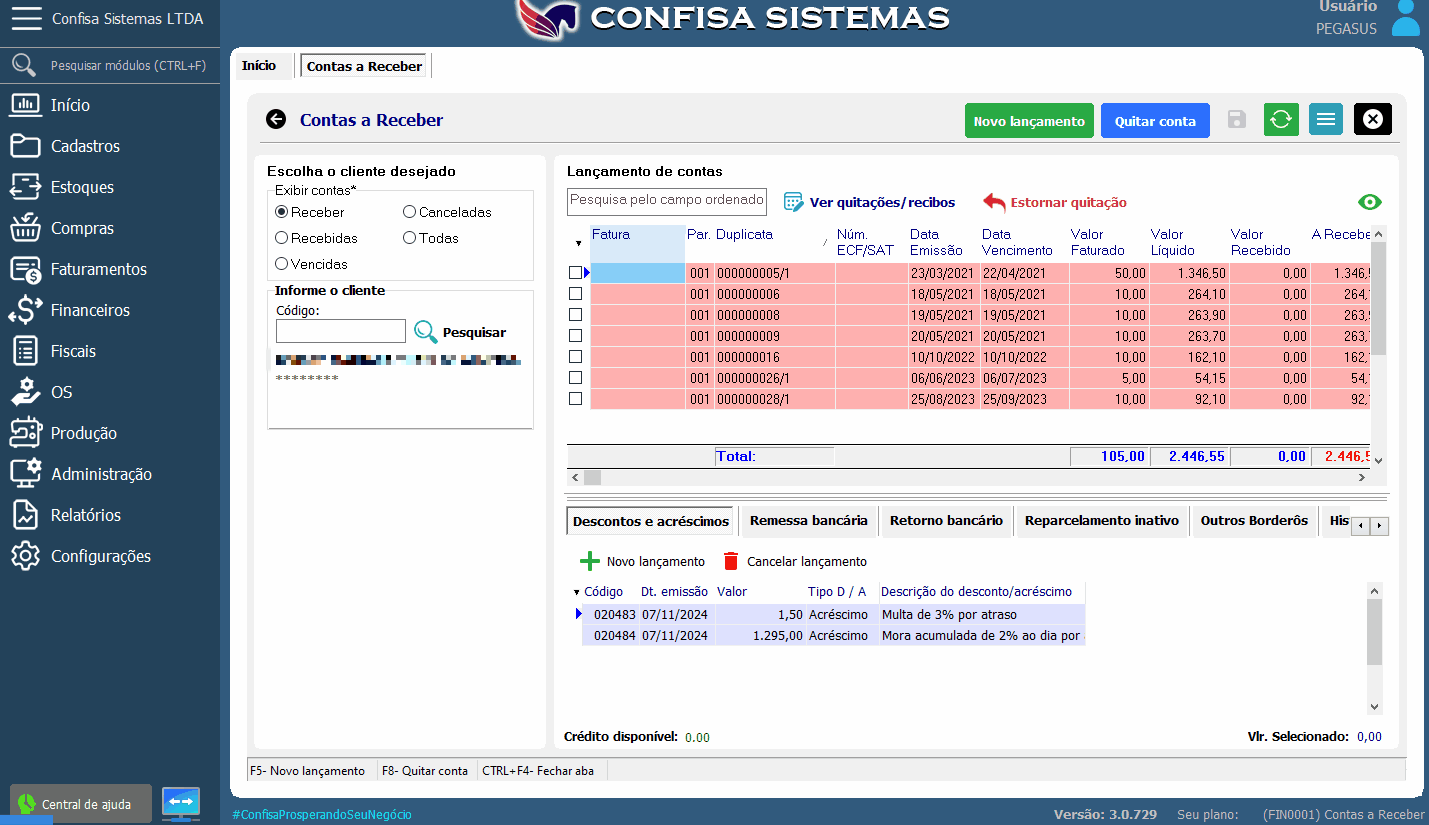 Confisa Sistemas LTDA
CONFISA SISTEMAS
Usuário
PEGASUS
Pesquisar módulos (CTRL+F)
Início
Cadastros
Estoques
Compras
Faturamentos
Financeiros
Fiscais
OS
Produção
Administração
Relatórios
Configurações
Central de ajuda
Início
Contas a Receber
Contas a Receber
Novo lançamento
Quitar conta
Escolha o cliente desejado
Exibir contas*
Receber Canceladas
Recebidas Todas
Vencidas
Informe o cliente
Código:
Pesquisar
********
Lançamento de contas
Pesquisa pelo campo ordenado Ver quitações/recibos Estornar quitação
Fatura Par. Duplicata / Núm. ECF/SAT Data Emissão Data Vencimento Valor Faturado Valor Líquido Valor Recebido A Recebe
001 000000005/1 23/03/2021 22/04/2021 50,00 1.346,50 0,00 1.346,
001 000000006 18/05/2021 18/05/2021 10,00 264,10 0,00 264,
001 000000008 19/05/2021 19/05/2021 10,00 263,90 0,00 263,
001 000000009 20/05/2021 20/05/2021 10,00 263,70 0,00 263,
001 000000016 10/10/2022 10/10/2022 10,00 162,10 0,00 162,
001 000000026/1 06/06/2023 06/07/2023 5,00 54,15 0,00 54,
001 000000028/1 25/08/2023 25/09/2023 10,00 92,10 0,00 92,
Total: 105,00 2.446,55 0,00 2.446,5
Descontos e acréscimos Remessa bancária Retorno bancário Reparcelamento inativo Outros Borderôs His
Novo lançamento Cancelar lançamento
Código Dt. emissão Valor Tipo D / A Descrição do desconto/acréscimo
020483 07/11/2024 1,50 Acréscimo Multa de 3% por atraso
020484 07/11/2024 1.295,00 Acréscimo Mora acumulada de 2% ao dia por
Crédito disponível: 0.00 Vlr. Selecionado: 0,00
F5- Novo lançamento F8- Quitar conta CTRL+F4- Fechar aba
#ConfisaProsperandoSeuNegócio Versão: 3.0.729 Seu plano: (FIN0001) Contas a Receber